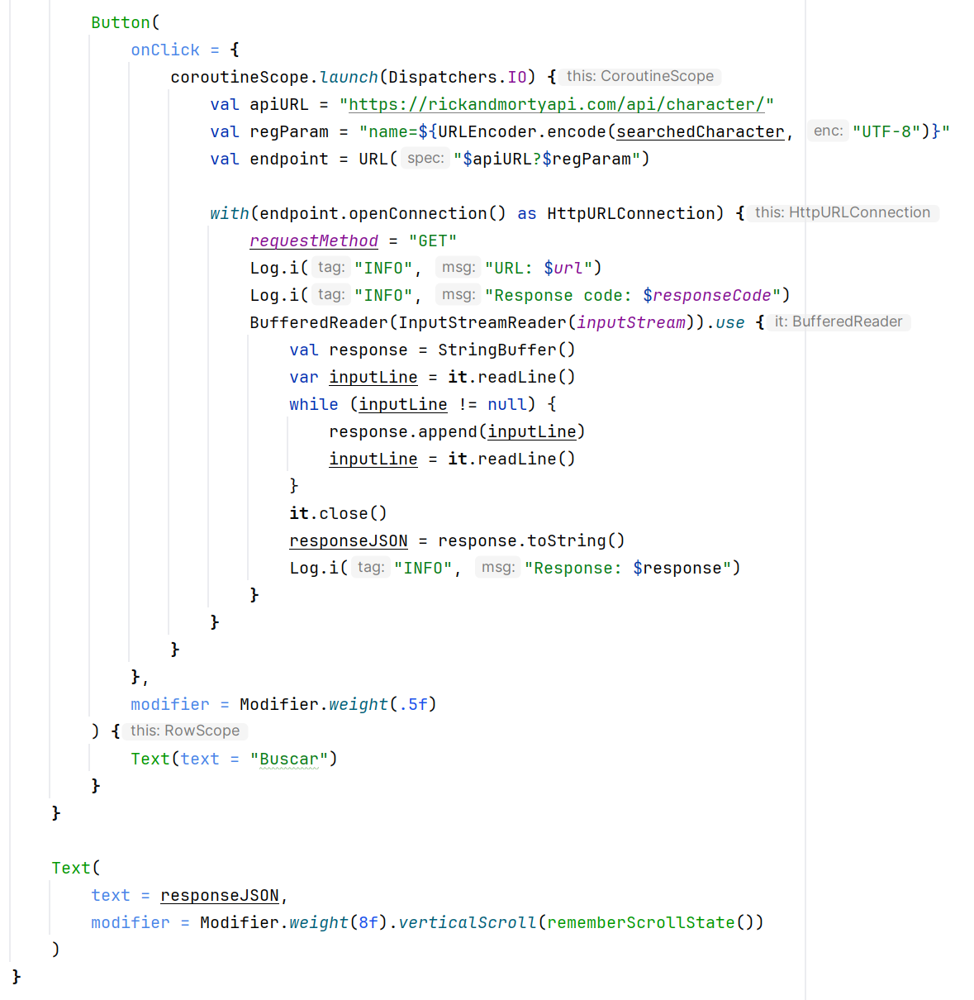 Button(
onClick = {
coroutineScope.launch(Dispatchers.IO) { this: CoroutineScope
val apiURL = "https://rickandmortyapi.com/api/character/"
val regParam = "name=${URLEncoder.encode(searchedCharacter, enc: "UTF-8")}"
val endpoint = URL( spec: "$apiURL?$regParam")
with(endpoint.openConnection() as HttpURLConnection) { this: HttpURLConnection
requestMethod = "GET"
Log.i( tag: "INFO", msg: "URL: $url")
Log.i( tag: "INFO", msg: "Response code: $responseCode")
BufferedReader(InputStreamReader(inputStream)).use { it: BufferedReader
val response = StringBuffer()
var inputLine = it.readLine()
while (inputLine != null) {
response.append(inputLine)
inputLine = it.readLine()
}
it.close()
responseJSON = response.toString()
Log.i( tag: "INFO", msg: "Response: $response")
}
}
}
},
modifier = Modifier.weight(.5f)
) { this: RowScope
Text(text = "Buscar")
}
}
Text(
text = responseJSON,
modifier = Modifier.weight(8f).verticalScroll(rememberScrollState())
)
}